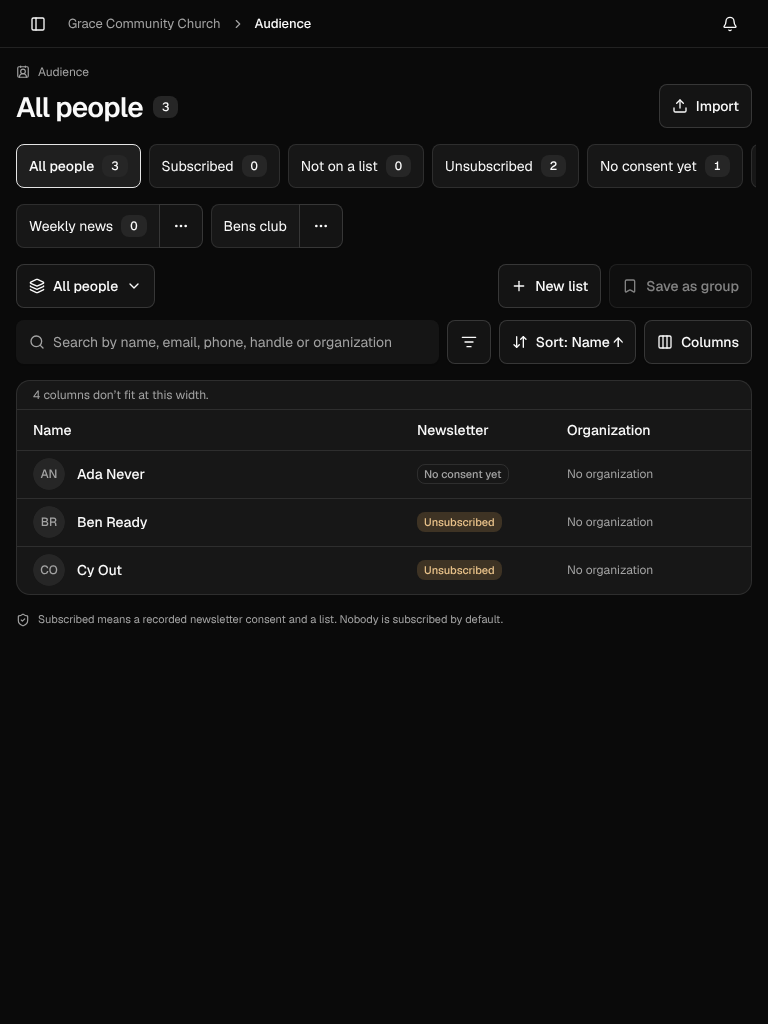 Grace Community Church > Audience
Audience
All people 3
Import
All people 3 Subscribed 0 Not on a list 0 Unsubscribed 2 No consent yet 1
Weekly news 0 ··· Bens club ···
All people
New list Save as group
Search by name, email, phone, handle or organization
Sort: Name ↑ Columns
4 columns don't fit at this width.
Name Newsletter Organization
AN Ada Never No consent yet No organization
BR Ben Ready Unsubscribed No organization
CO Cy Out Unsubscribed No organization
Subscribed means a recorded newsletter consent and a list. Nobody is subscribed by default.